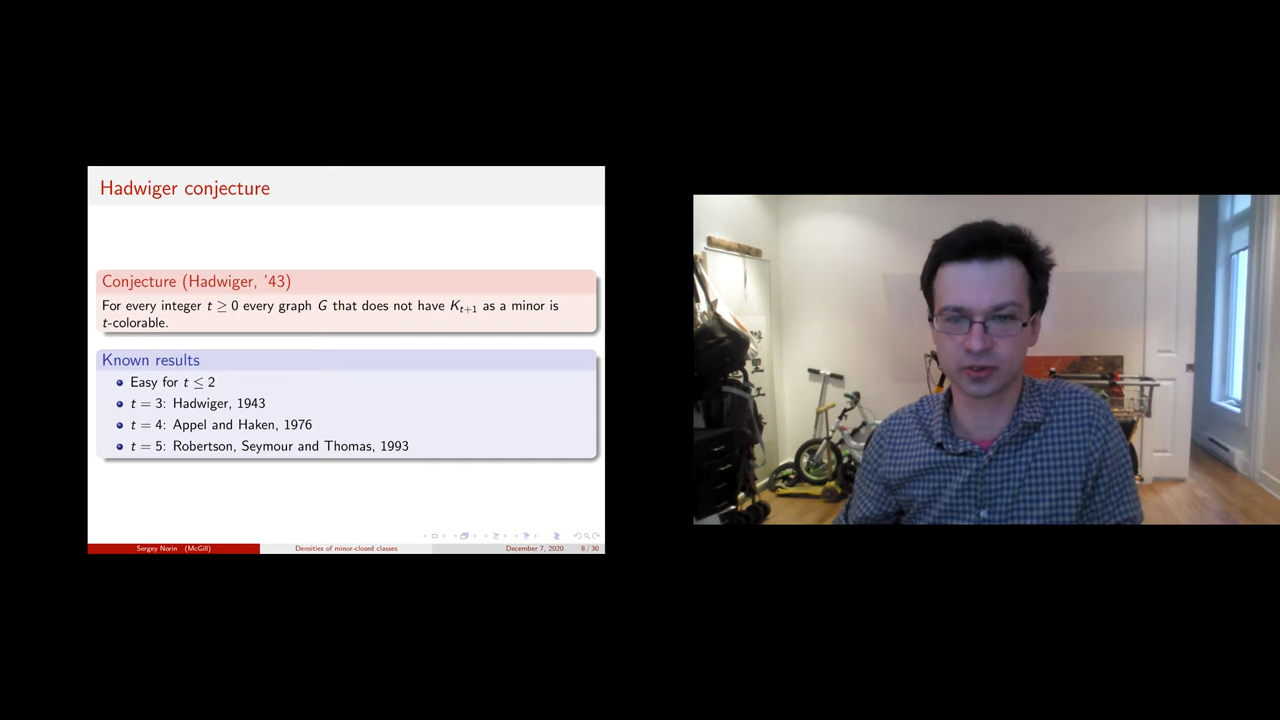 Hadwiger conjecture
Conjecture (Hadwiger, '43)
For every integer t ≥ 0 every graph G that does not have K_{t+1} as a minor is
t-colorable.
Known results
Easy for t ≤ 2
t = 3: Hadwiger, 1943
t = 4: Appel and Haken, 1976
t = 5: Robertson, Seymour and Thomas, 1993
Sergey Norin (McGill) Densities of minor-closed classes December 7, 2020 8 / 30
里
工